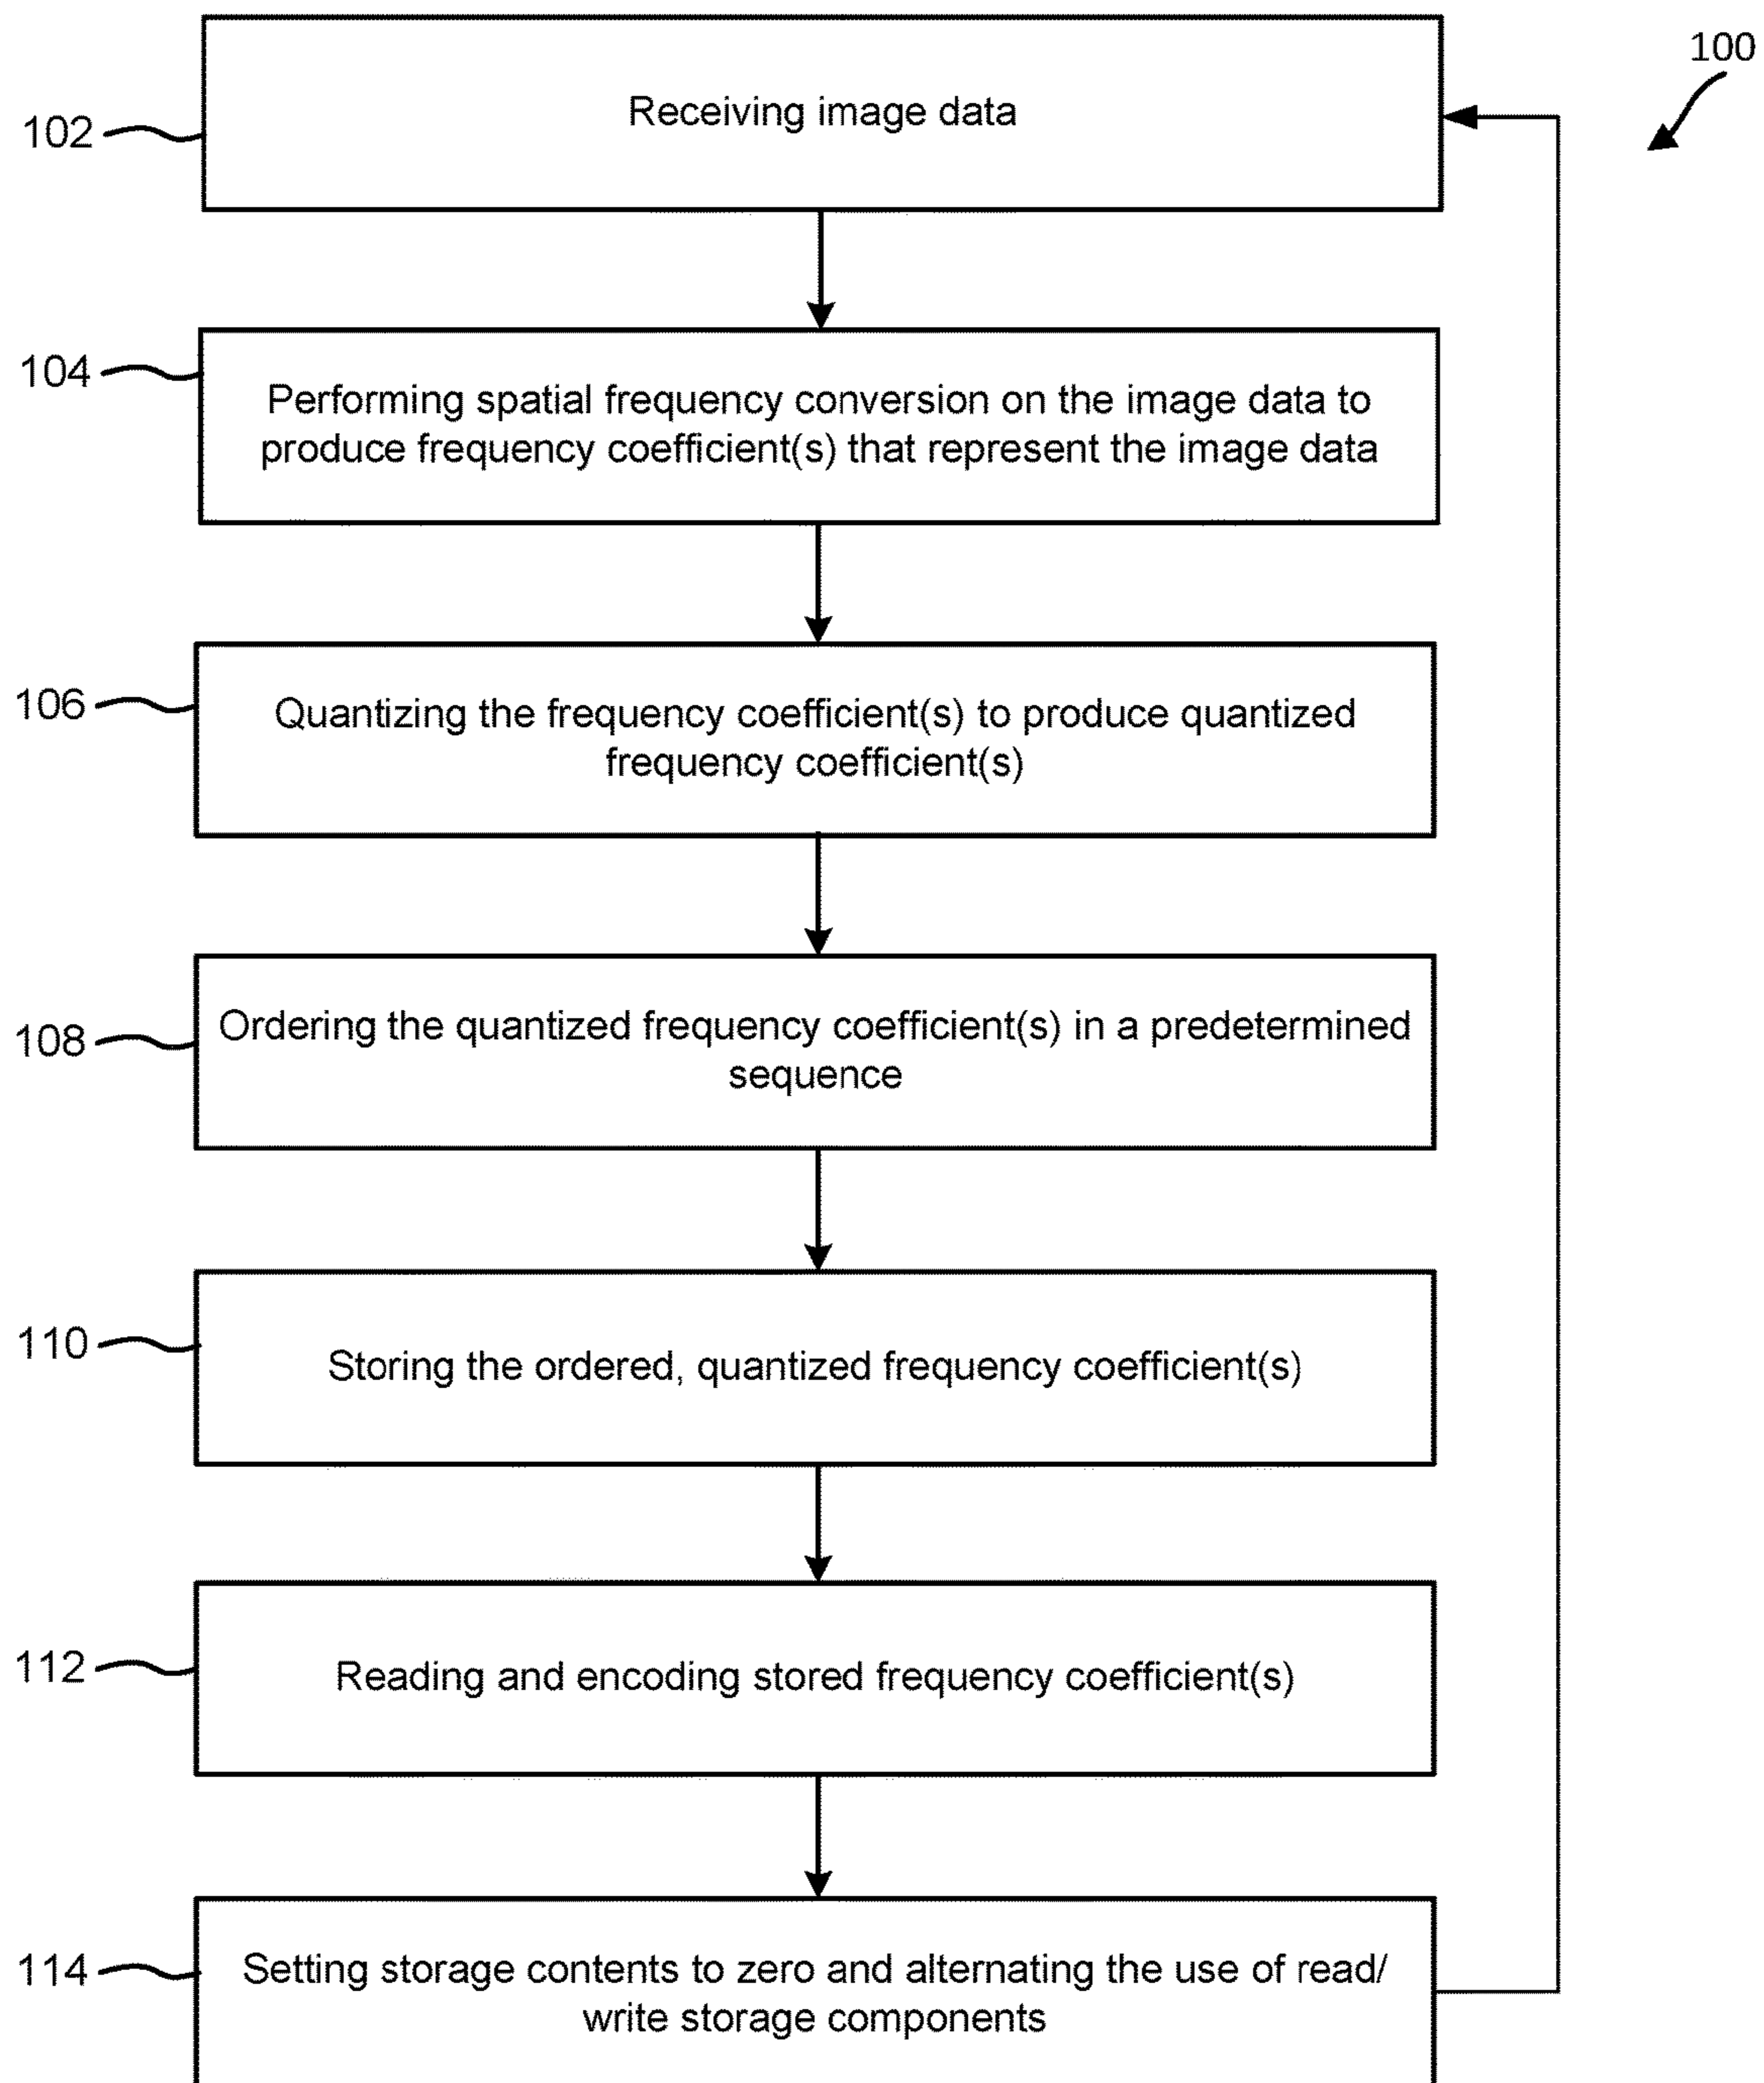 100
102
Receiving image data
104
Performing spatial frequency conversion on the image data to
produce frequency coefficient(s) that represent the image data
106
Quantizing the frequency coefficient(s) to produce quantized
frequency coefficient(s)
108
Ordering the quantized frequency coefficient(s) in a predetermined
sequence
110
Storing the ordered, quantized frequency coefficient(s)
112
Reading and encoding stored frequency coefficient(s)
114
Setting storage contents to zero and alternating the use of read/
write storage components